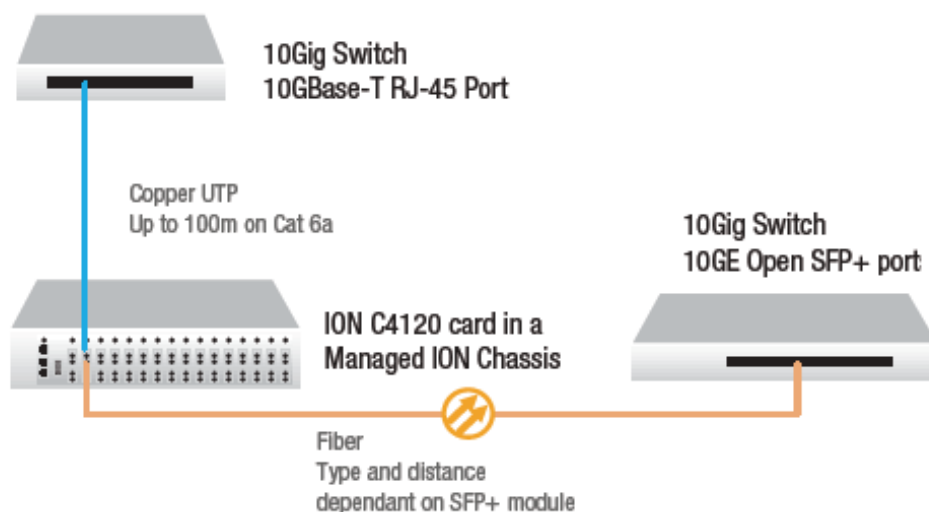 10Gig Switch
10GBase-T RJ-45 Port
Copper UTP
Up to 100m on Cat 6a
10Gig Switch
10GE Open SFP+ port
ION C4120 card in a
Managed ION Chassis
Fiber
Type and distance
dependant on SFP+ module